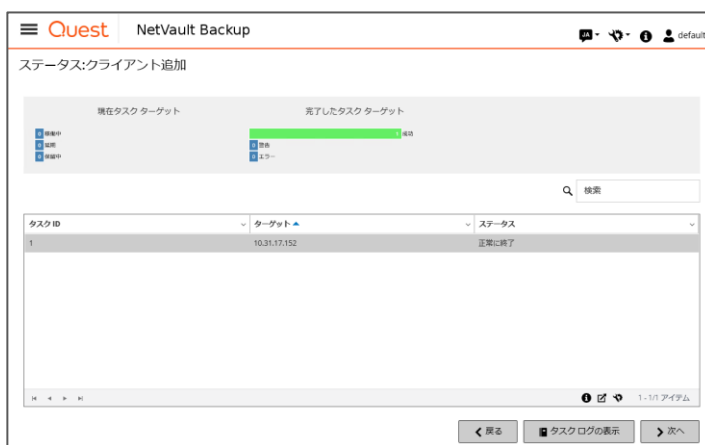 Quest NetVault Backup JA default
ステータス:クライアント追加
現在タスク ターゲット 完了したタスク ターゲット
0 稼働中 1 成功
0 延期 0 警告
0 保留中 0 エラー
検索
タスク ID ターゲット ステータス
1 10.31.17.152 正常に終了
1 - 1/1 アイテム
戻る タスク ログの表示 次へ